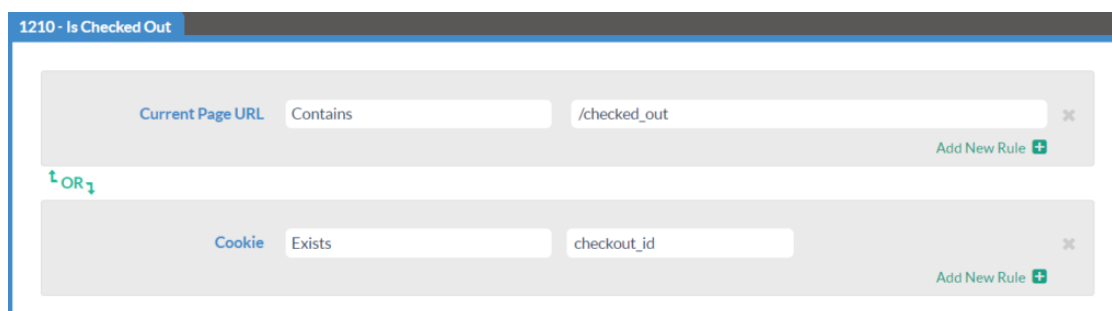 1210 - Is Checked Out
Current Page URL Contains /checked_out
Add New Rule
OR
Cookie Exists checkout_id
Add New Rule